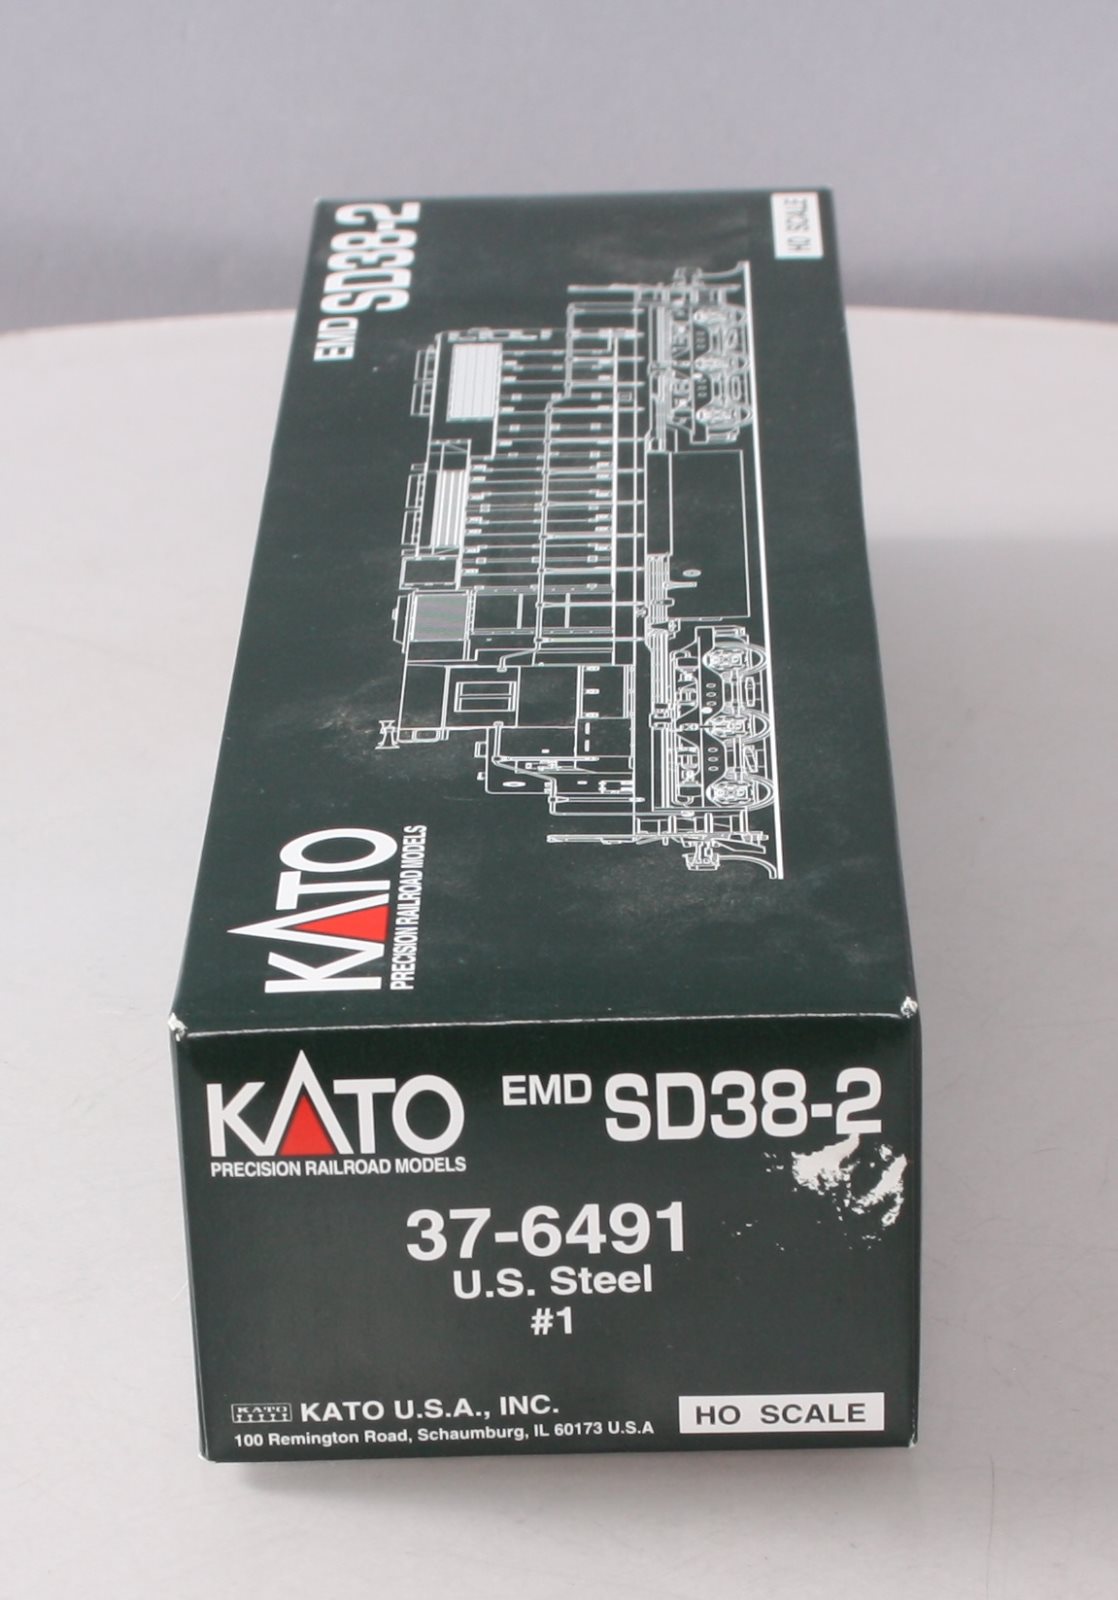 EMD SD38-2
HO SCALE
KATO
PRECISION RAILROAD MODELS
KATO
PRECISION RAILROAD MODELS
EMD SD38-2
37-6491
U.S. Steel
#1
KATO KATO U.S.A., INC.
100 Remington Road, Schaumburg, IL 60173 U.S.A
HO SCALE